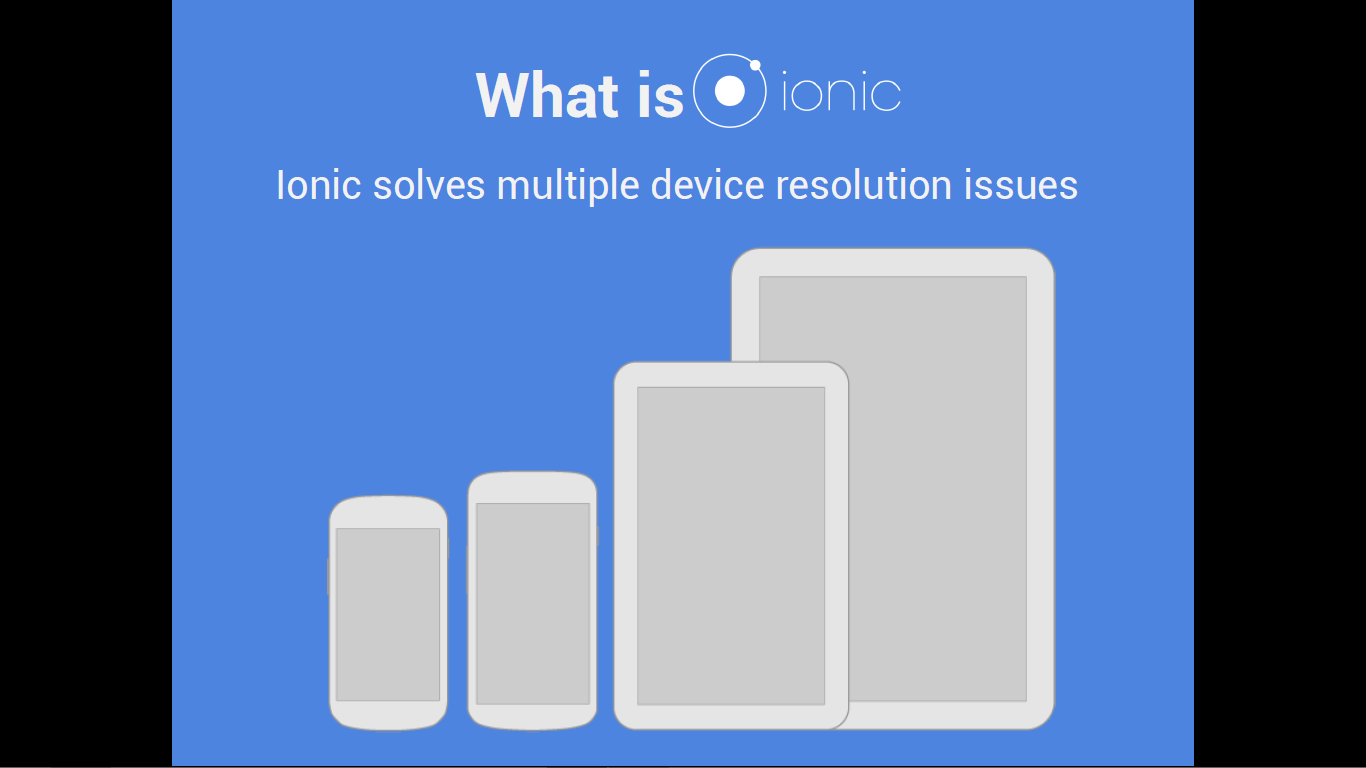 What is ionic
Ionic solves multiple device resolution issues